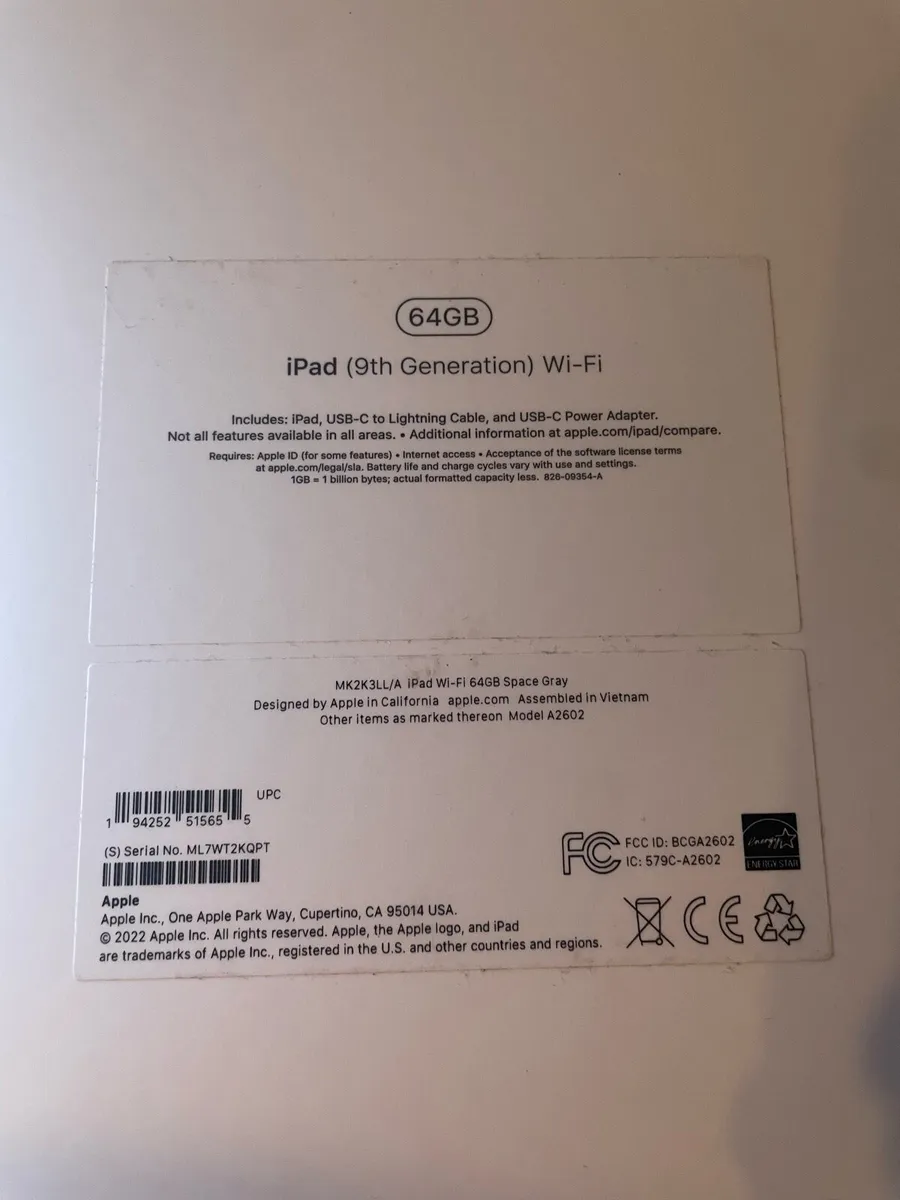 64GB
iPad (9th Generation) Wi-Fi
Includes: iPad, USB-C to Lightning Cable, and USB-C Power Adapter.
Not all features available in all areas. • Additional information at apple.com/ipad/compare.
Requires: Apple ID (for some features) • Internet access • Acceptance of the software license terms
at apple.com/legal/sla. Battery life and charge cycles vary with use and settings.
1GB = 1 billion bytes; actual formatted capacity less. 826-09354-A
MK2K3LL/A iPad Wi-Fi 64GB Space Gray
Designed by Apple in California apple.com Assembled in Vietnam
Other items as marked thereon Model A2602
UPC
1 94252 51565 5
(S) Serial No. ML7WT2KQPT
FC FCC ID: BCGA2602
IC: 579C-A2602
energy
ENERGY STAR
Apple
Apple Inc., One Apple Park Way, Cupertino, CA 95014 USA.
© 2022 Apple Inc. All rights reserved. Apple, the Apple logo, and iPad
are trademarks of Apple Inc., registered in the U.S. and other countries and regions.
CE